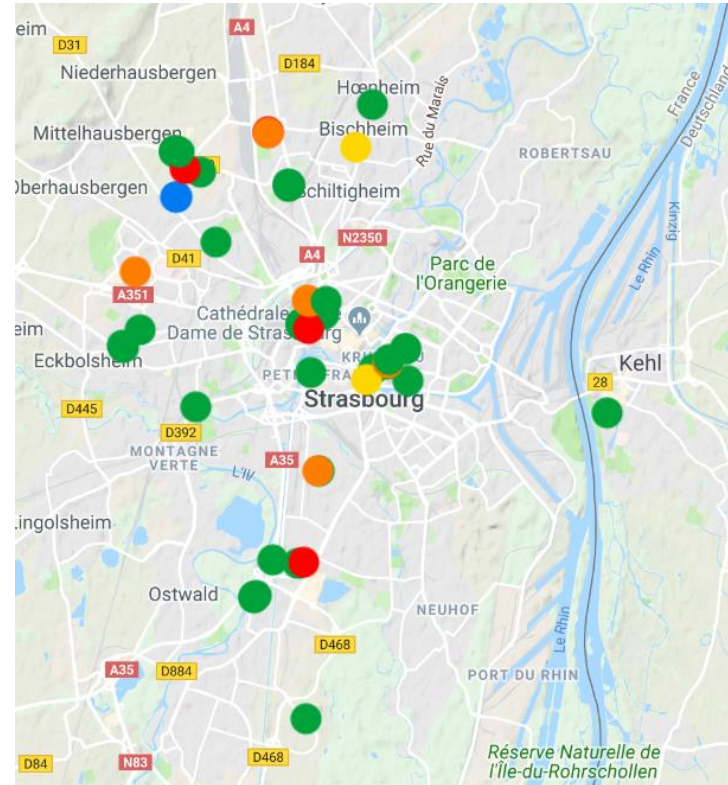 eim
D31
A4
D184
Niederhausbergen
Hœnheim
Rue du Marais
France
Deutschland
Mittelhausbergen
Bischheim
ROBERTSAU
Oberhausbergen
Schiltigheim
Kinzig
N2350
D41
A4
Parc de
l'Orangerie
Le Rhin
A351
Cathédrale
Dame de Strasbourg
eim
Eckbolsheim
Kehl
28
Strasbourg
D445
D392
MONTAGNE
VERTE
A35
L'Ill
Lingolsheim
Ostwald
NEUHOF
Le Rhin
D468
A35
D884
PORT DU RHIN
D468
D84
N83
Réserve Naturelle de
l'Île-du-Rohrschollen